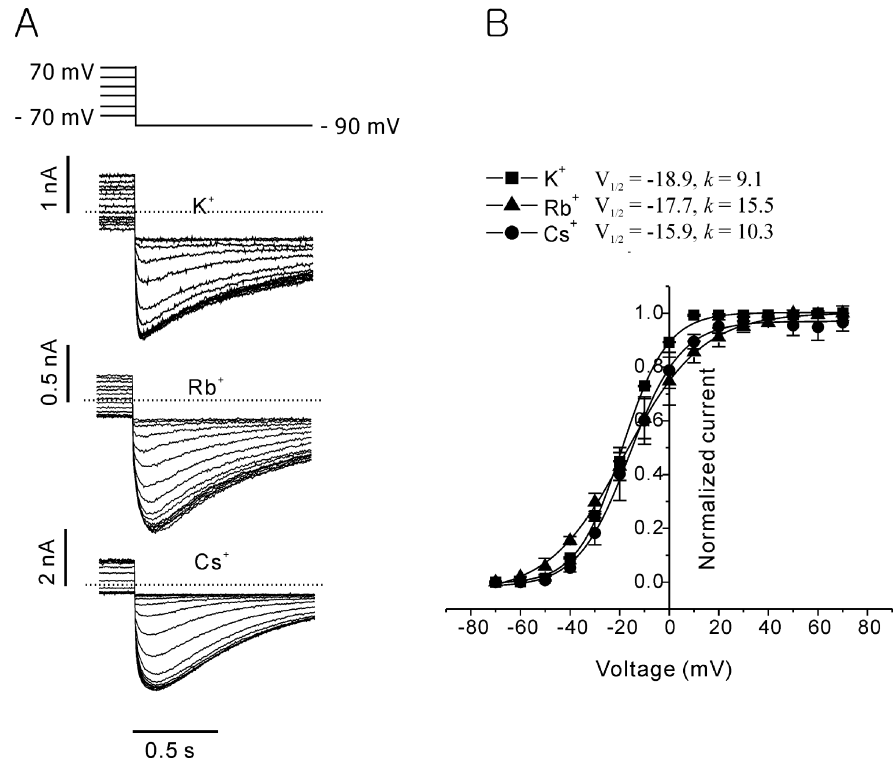 A
70 mV
- 70 mV
- 90 mV
1 nA
K+
0.5 nA
Rb+
2 nA
Cs+
0.5 s
B
K+ V1/2 = -18.9, k = 9.1
Rb+ V1/2 = -17.7, k = 15.5
Cs+ V1/2 = -15.9, k = 10.3
1.0
0.8
0.6
0.4
0.2
0.0
Normalized current
-80 -60 -40 -20 0 20 40 60 80
Voltage (mV)